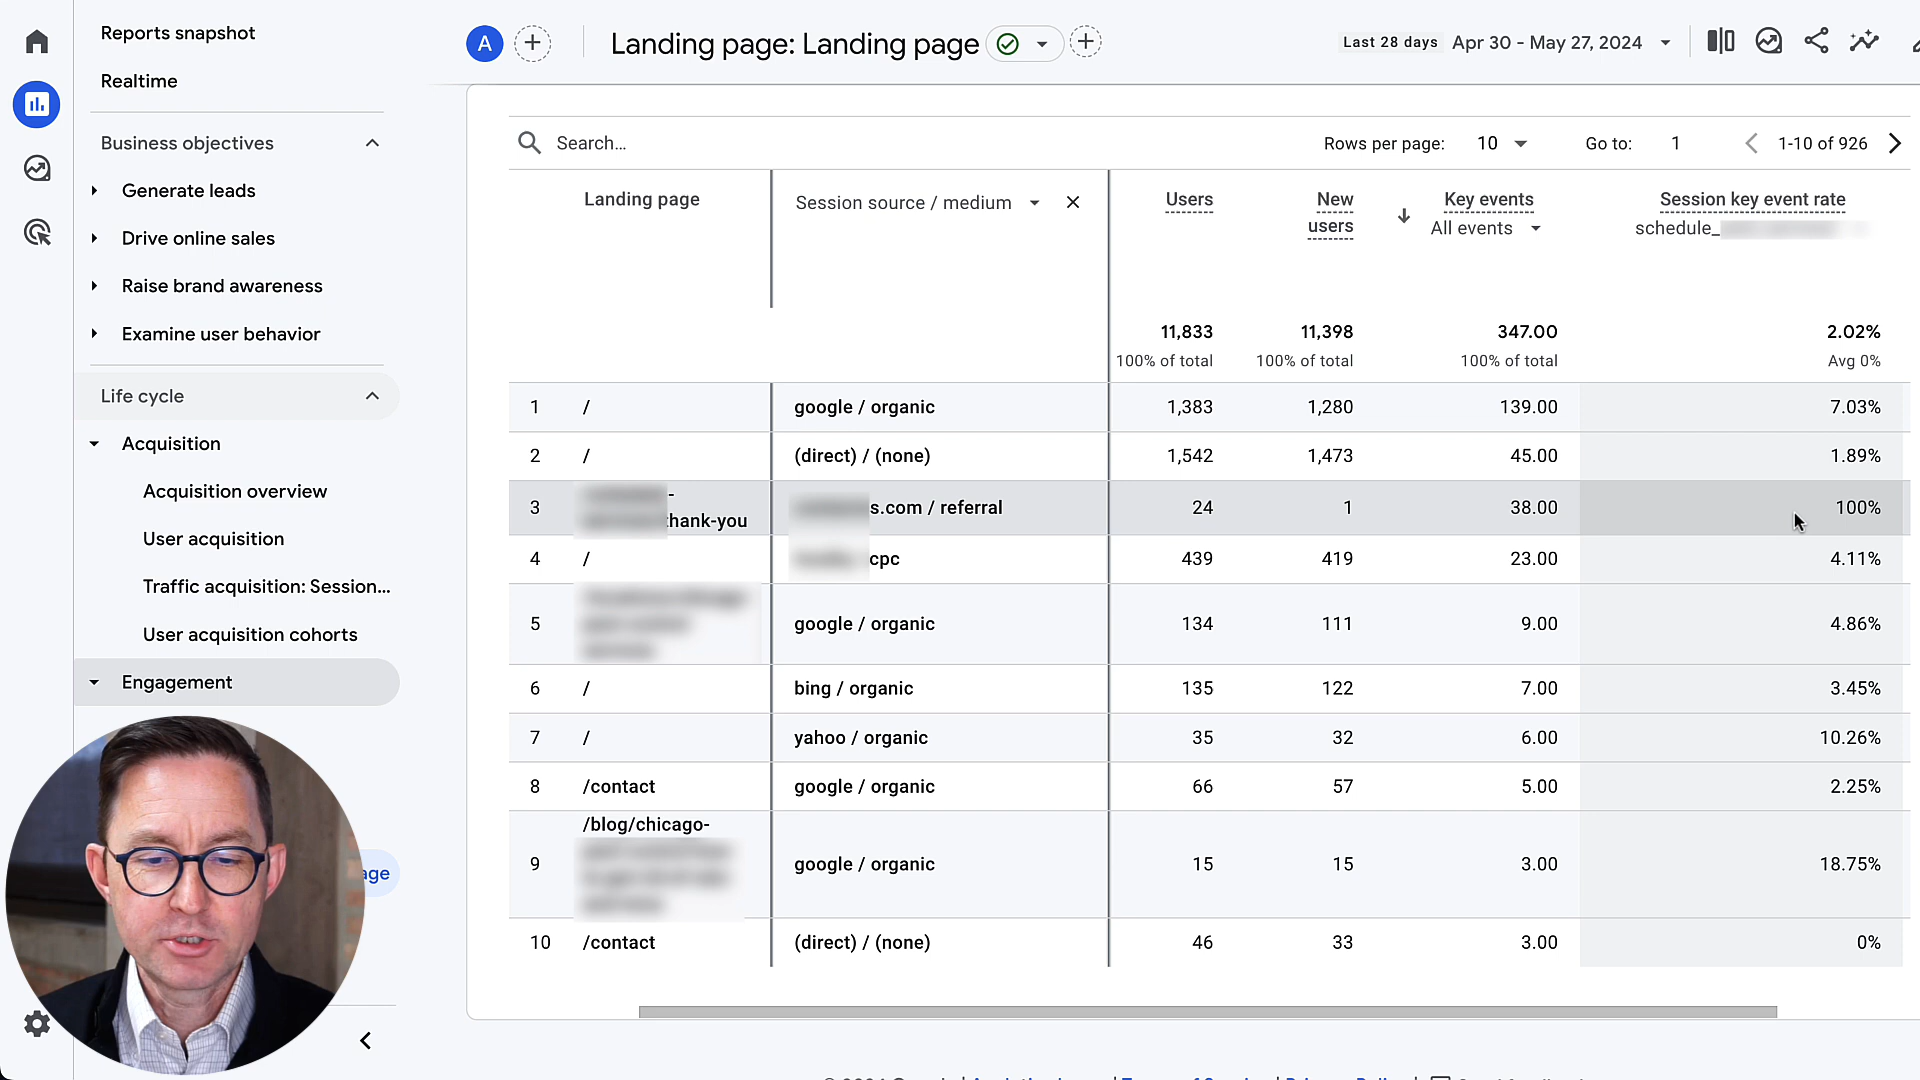 Reports snapshot
Realtime
Business objectives
Generate leads
Drive online sales
Raise brand awareness
Examine user behavior
Life cycle
Acquisition
Acquisition overview
User acquisition
Traffic acquisition: Session...
User acquisition cohorts
Engagement
age
A
Landing page: Landing page
Last 28 days Apr 30 - May 27, 2024
Search...
Rows per page: 10 Go to: 1 1-10 of 926
Landing page Session source / medium Users New users Key events All events Session key event rate schedule_
11,833 11,398 347.00 2.02%
100% of total 100% of total 100% of total Avg 0%
1 / google / organic 1,383 1,280 139.00 7.03%
2 / (direct) / (none) 1,542 1,473 45.00 1.89%
3 - thank-you s.com / referral 24 1 38.00 100%
4 / cpc 439 419 23.00 4.11%
5 google / organic 134 111 9.00 4.86%
6 / bing / organic 135 122 7.00 3.45%
7 / yahoo / organic 35 32 6.00 10.26%
8 /contact google / organic 66 57 5.00 2.25%
9 /blog/chicago- google / organic 15 15 3.00 18.75%
10 /contact (direct) / (none) 46 33 3.00 0%